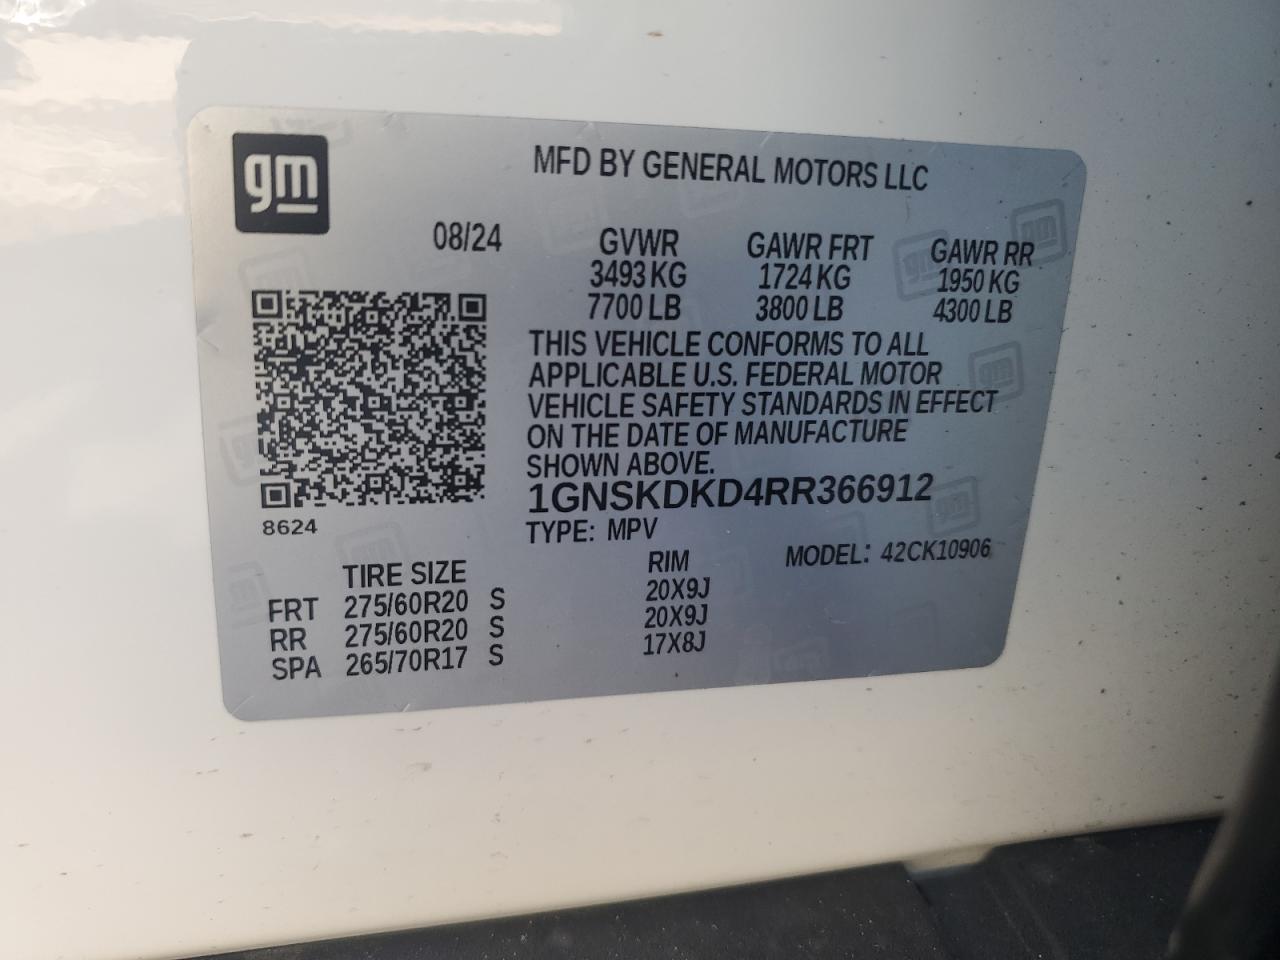 gm
MFD BY GENERAL MOTORS LLC
08/24 GVWR GAWR FRT GAWR RR
3493 KG 1724 KG 1950 KG
7700 LB 3800 LB 4300 LB
THIS VEHICLE CONFORMS TO ALL
APPLICABLE U.S. FEDERAL MOTOR
VEHICLE SAFETY STANDARDS IN EFFECT
ON THE DATE OF MANUFACTURE
SHOWN ABOVE.
1GNSKDKD4RR366912
8624
TYPE: MPV MODEL: 42CK10906
TIRE SIZE RIM
FRT 275/60R20 S 20X9J
RR 275/60R20 S 20X9J
SPA 265/70R17 S 17X8J